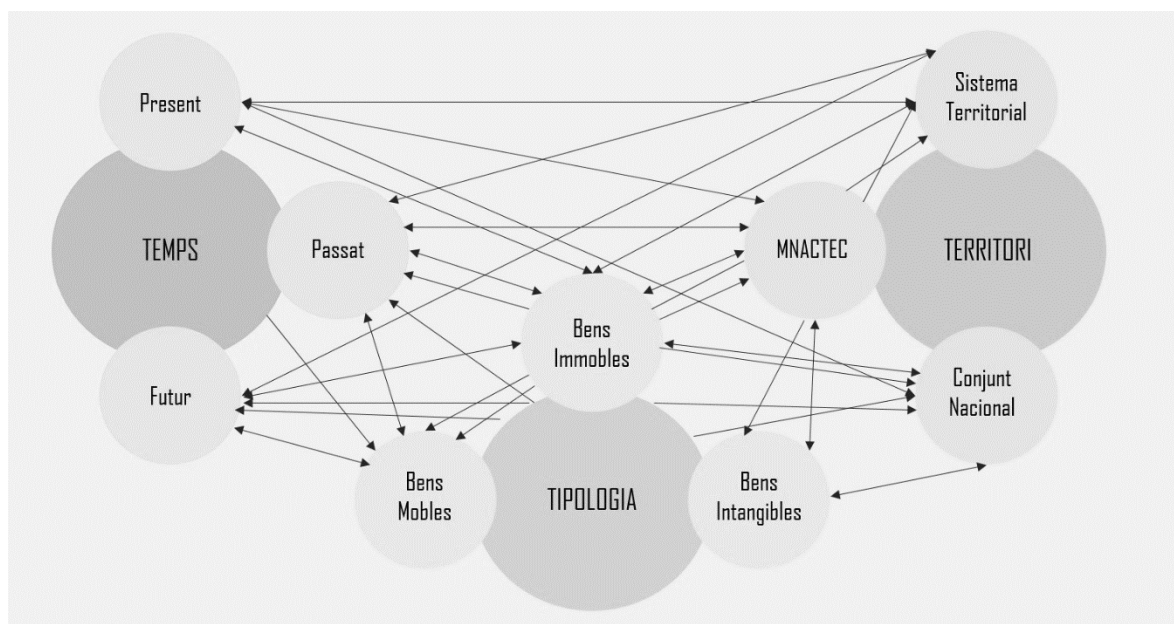 Present
Sistema
Territorial
TEMPS
Passat
MNACTEC
TERRITORI
Bens
Immobles
Futur
Conjunt
Nacional
Bens
Mobles
TIPOLOGIA
Bens
Intangibles